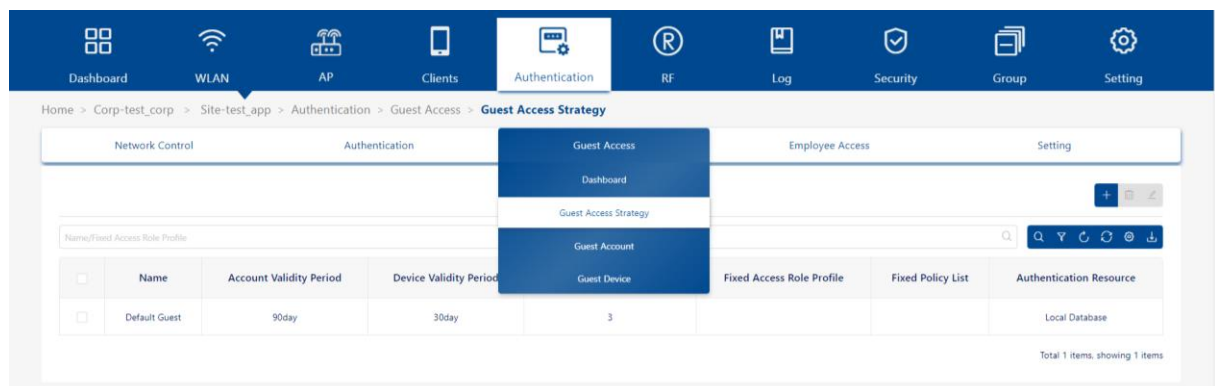 Dashboard WLAN AP Clients Authentication RF Log Security Group Setting
Home > Corp-test_corp > Site-test_app > Authentication > Guest Access > Guest Access Strategy
Network Control Authentication Guest Access Employee Access Setting
Dashboard
Guest Access Strategy
Guest Account
Guest Device
Name/Fixed Access Role Profile
Name Account Validity Period Device Validity Period Fixed Access Role Profile Fixed Policy List Authentication Resource
Default Guest 90day 30day 3 Local Database
Total 1 items, showing 1 items